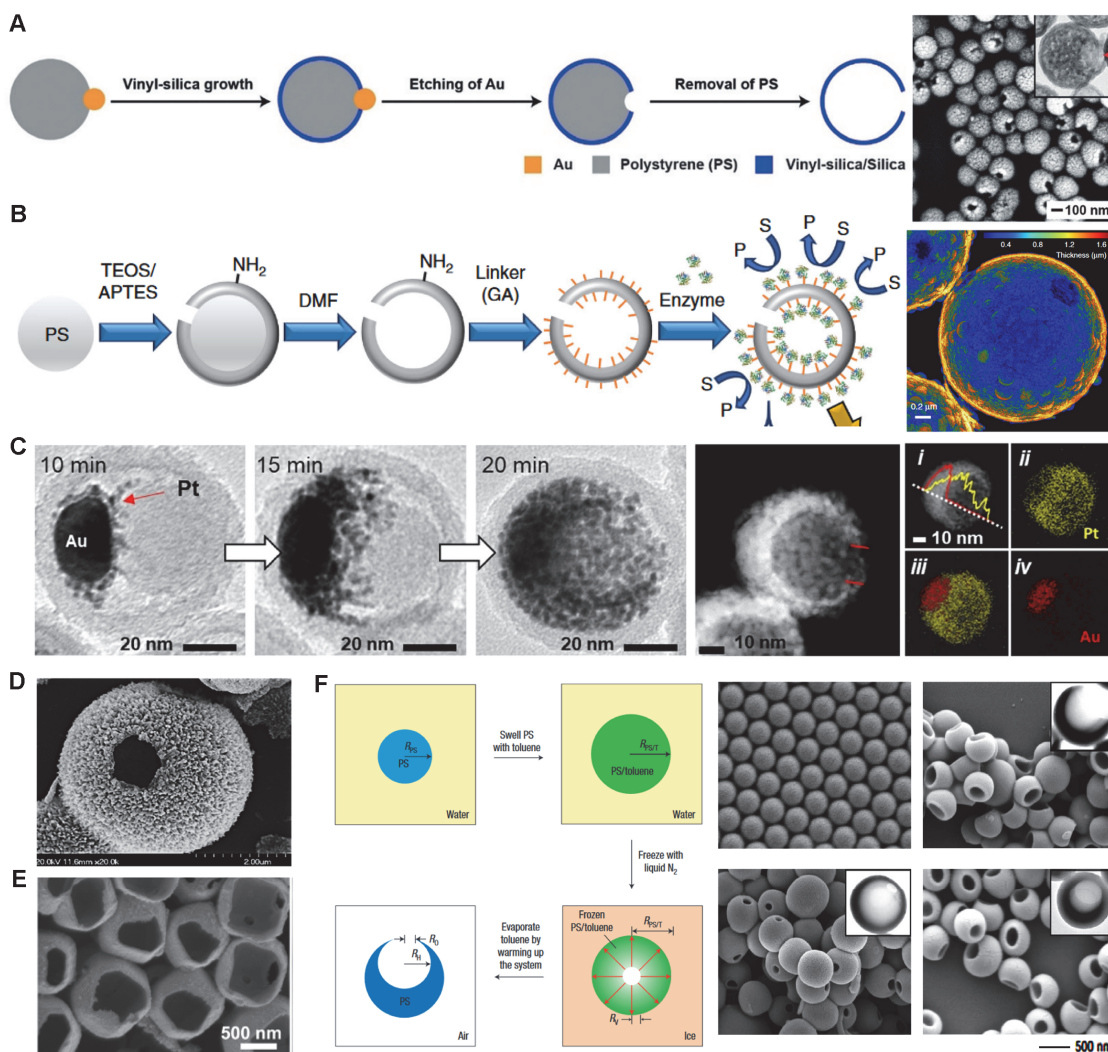 A
Vinyl-silica growth
Etching of Au
Removal of PS
Au
Polystyrene (PS)
Vinyl-silica/Silica
100 nm
B
PS
TEOS/
APTES
NH2
DMF
NH2
Linker
(GA)
Enzyme
P
S
P
S
P
S
S
P
0.4
0.8
1.2
1.6
Thickness (μm)
0.2 μm
C
10 min
Pt
Au
20 nm
15 min
20 nm
20 min
20 nm
10 nm
i
10 nm
ii
Pt
iii
iv
Au
D
20.0kV 11.6mm x20.0k
2.00um
E
500 nm
F
RPS
PS
Water
Swell PS
with toluene
RPS/T
PS/toluene
Water
Freeze with
liquid N2
Frozen
PS/toluene
RPS/T
RV
Ice
Evaporate
toluene by
warming up
the system
RO
RH
PS
Air
500 nm